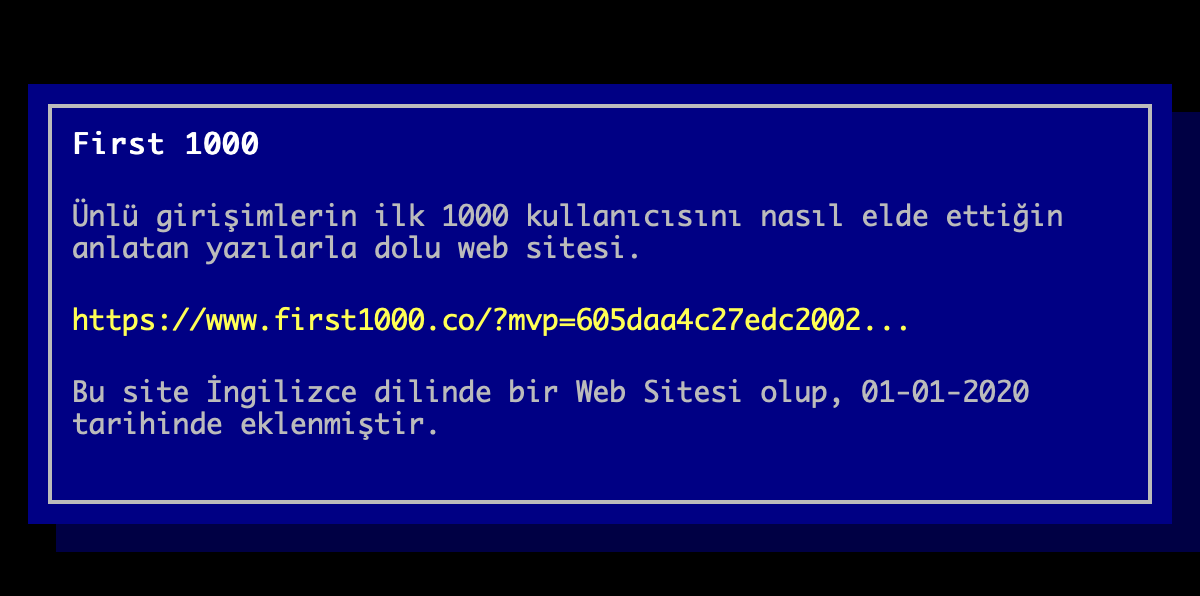 First 1000
Ünlü girişimlerin ilk 1000 kullanıcısını nasıl elde ettiğin
anlatan yazılarla dolu web sitesi.
https://www.first1000.co/?mvp=605daa4c27edc2002...
Bu site İngilizce dilinde bir Web Sitesi olup, 01-01-2020
tarihinde eklenmiştir.